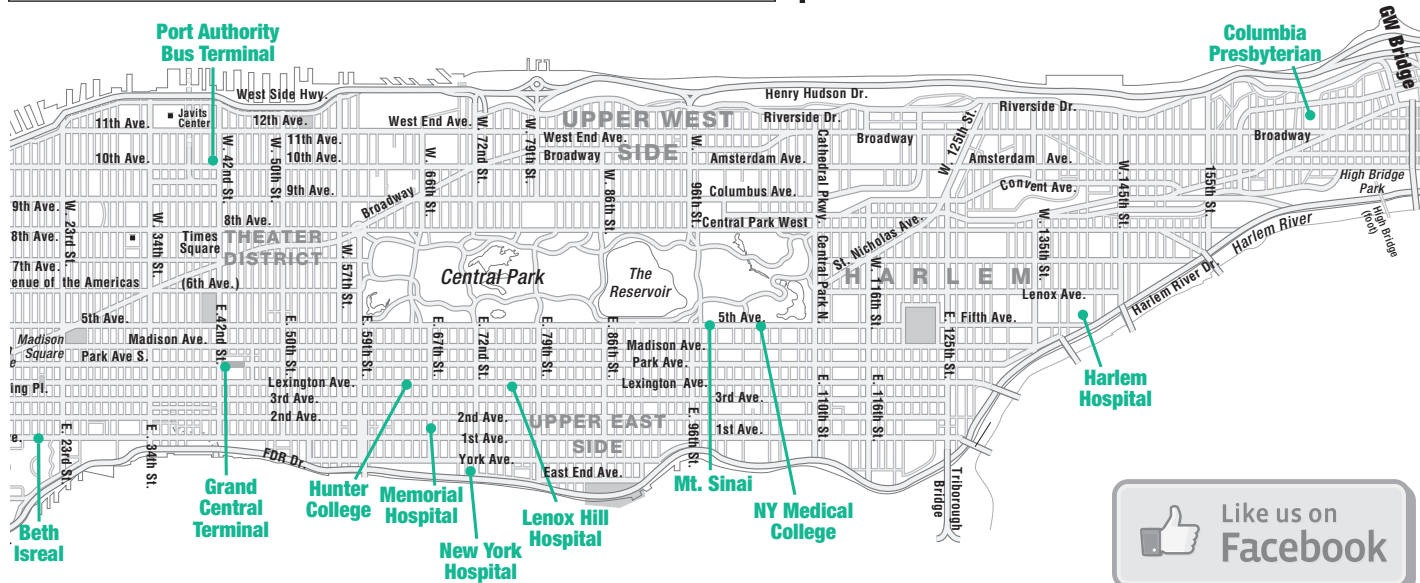 Port Authority
Bus Terminal
Columbia
Presbyterian
GW Bridge
West Side Hwy.
Henry Hudson Dr.
Riverside Dr.
Javits
Center
11th Ave.
12th Ave.
West End Ave.
UPPER WEST
SIDE
Riverside Dr.
Broadway
Broadway
11th Ave.
10th Ave.
10th Ave.
West End Ave.
Broadway
Amsterdam Ave.
Amsterdam Ave.
9th Ave.
Columbus Ave.
Convent Ave.
High Bridge
Park
High Bridge
(foot)
W. 42nd St.
W. 50th St.
W. 66th St.
W. 72nd St.
W. 79th St.
W. 86th St.
W. 96th St.
Cathedral Pkwy.
W. 125th St.
W. 145th St.
155th St.
Broadway
9th Ave.
8th Ave.
8th Ave.
7th Ave.
enue of the Americas
(6th Ave.)
W. 23rd St.
W. 34th St.
Times
Square
THEATER
DISTRICT
W. 57th St.
Central Park West
Central Park
The
Reservoir
Central Park N.
St. Nicholas Ave.
W. 116th St.
HARLEM
W. 135th St.
Lenox Ave.
Harlem River Dr.
Harlem River
5th Ave.
5th Ave.
Fifth Ave.
Madison
Square
Madison Ave.
Park Ave S.
ing Pl.
E.42nd St.
E. 50th St.
E. 59th St.
E. 67th St.
E. 72nd St.
E. 79th St.
E. 86th St.
Madison Ave.
Park Ave.
Lexington Ave.
Lexington Ave.
3rd Ave.
3rd Ave.
2nd Ave.
2nd Ave.
1st Ave.
1st Ave.
York Ave.
East End Ave.
UPPER EAST
SIDE
E. 96th St.
E. 110th St.
E. 116th St.
E. 125th St.
E. 23rd St.
E. 34th St.
FDR Dr.
Triborough
Bridge
Harlem
Hospital
Beth
Isreal
Grand
Central
Terminal
Hunter
College
Memorial
Hospital
New York
Hospital
Lenox Hill
Hospital
Mt. Sinai
NY Medical
College
Like us on
Facebook